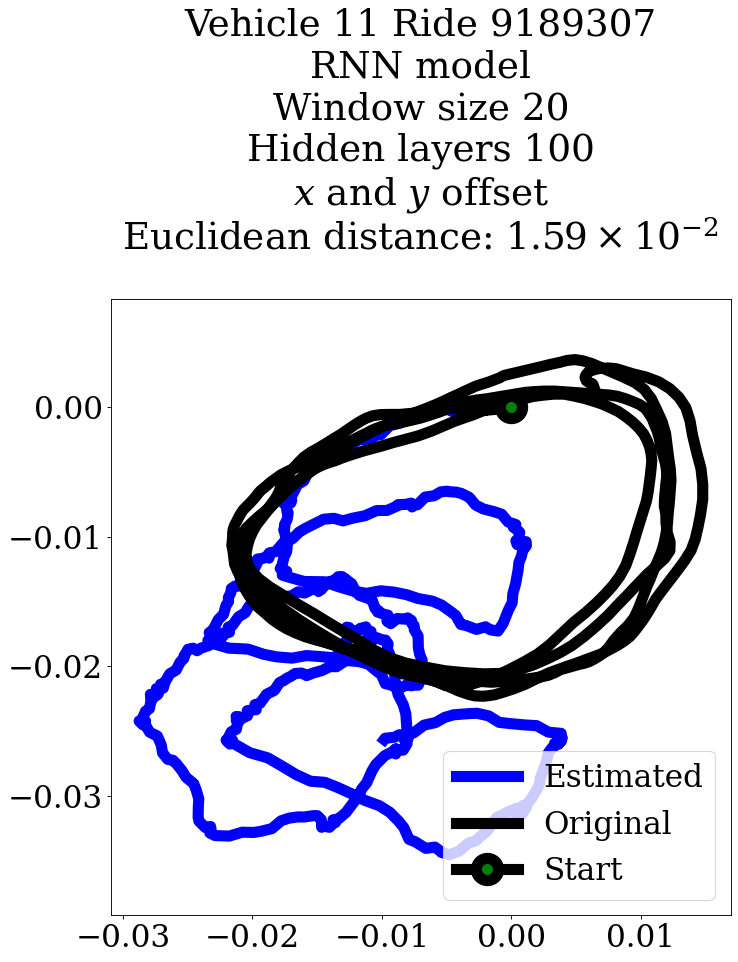 Vehicle 11 Ride 9189307
RNN model
Window size 20
Hidden layers 100
x and y offset
Euclidean distance: 1.59 × 10⁻²
0.00
−0.01
−0.02
−0.03
Estimated
Original
Start
−0.03 −0.02 −0.01 0.00 0.01